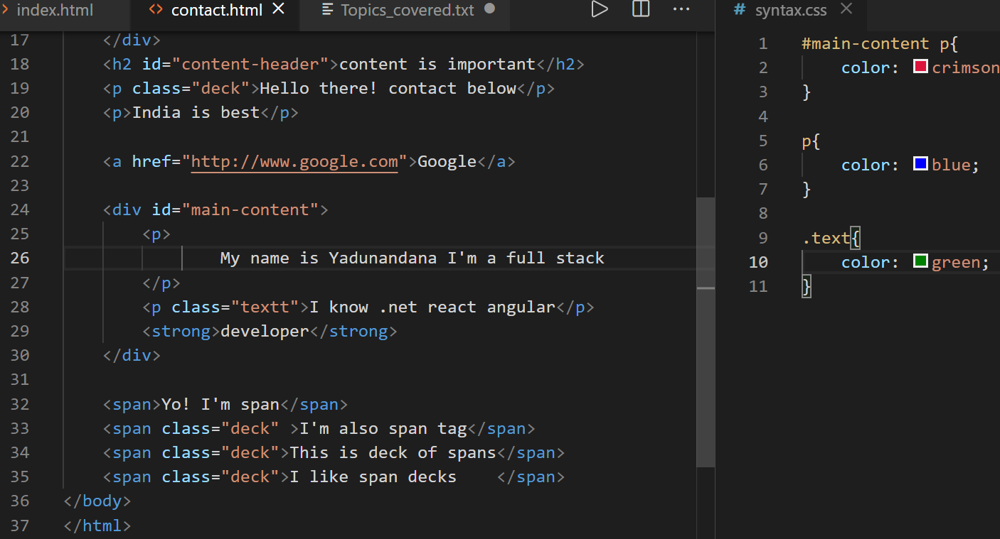 index.html
contact.html
Topics_covered.txt
17 </div>
18 <h2 id="content-header">content is important</h2>
19 <p class="deck">Hello there! contact below</p>
20 <p>India is best</p>
21
22 <a href="http://www.google.com">Google</a>
23
24 <div id="main-content">
25 <p>
26 My name is Yadunandana I'm a full stack
27 </p>
28 <p class="textt">I know .net react angular</p>
29 <strong>developer</strong>
30 </div>
31
32 <span>Yo! I'm span</span>
33 <span class="deck" >I'm also span tag</span>
34 <span class="deck">This is deck of spans</span>
35 <span class="deck">I like span decks    </span>
36 </body>
37 </html>
# syntax.css
1 #main-content p{
2 color: crimson
3 }
4
5 p{
6 color: blue;
7 }
8
9 .text{
10 color: green;
11 }